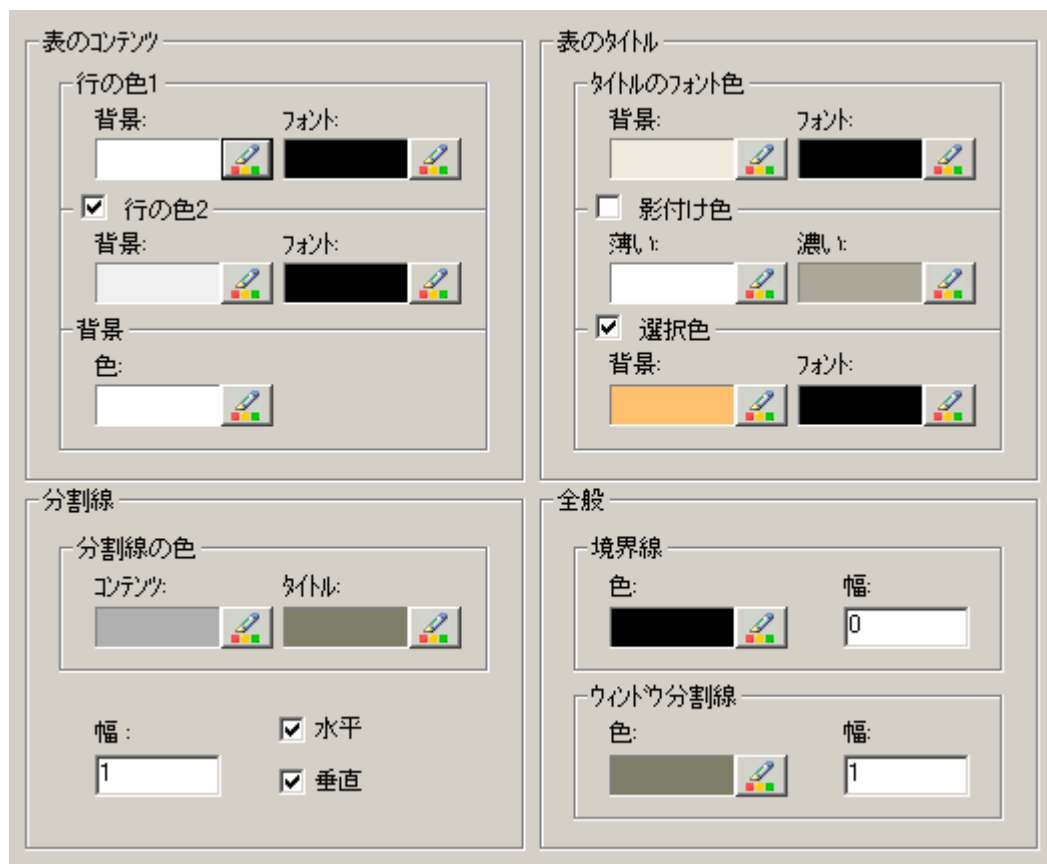 表のコンテンツ
行の色1
背景: フォント:
行の色2
背景: フォント:
背景
色:
表のタイトル
タイトルのフォント色
背景: フォント:
影付け色
薄い: 濃い:
選択色
背景: フォント:
分割線
分割線の色
コンテンツ: タイトル:
幅 : 水平
1 垂直
全般
境界線
色: 幅:
0
ウィンドウ分割線
色: 幅:
1